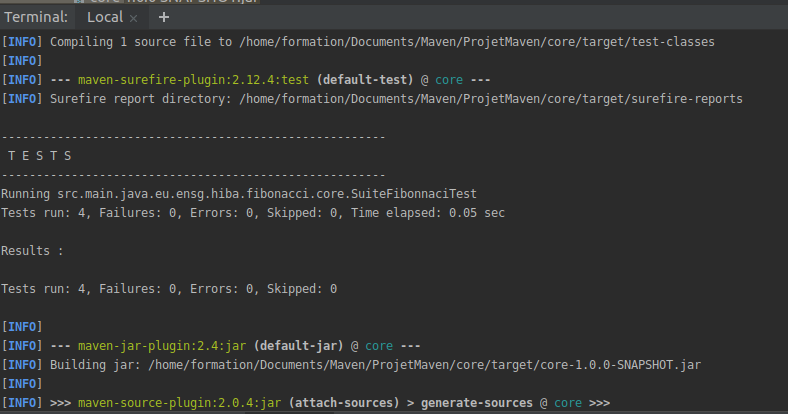 Terminal: Local × +
[INFO] Compiling 1 source file to /home/formation/Documents/Maven/ProjetMaven/core/target/test-classes
[INFO]
[INFO] --- maven-surefire-plugin:2.12.4:test (default-test) @ core ---
[INFO] Surefire report directory: /home/formation/Documents/Maven/ProjetMaven/core/target/surefire-reports
-------------------------------------------------------
T E S T S
-------------------------------------------------------
Running src.main.java.eu.ensg.hiba.fibonacci.core.SuiteFibonnaciTest
Tests run: 4, Failures: 0, Errors: 0, Skipped: 0, Time elapsed: 0.05 sec
Results :
Tests run: 4, Failures: 0, Errors: 0, Skipped: 0
[INFO]
[INFO] --- maven-jar-plugin:2.4:jar (default-jar) @ core ---
[INFO] Building jar: /home/formation/Documents/Maven/ProjetMaven/core/target/core-1.0.0-SNAPSHOT.jar
[INFO]
[INFO] >>> maven-source-plugin:2.0.4:jar (attach-sources) > generate-sources @ core >>>